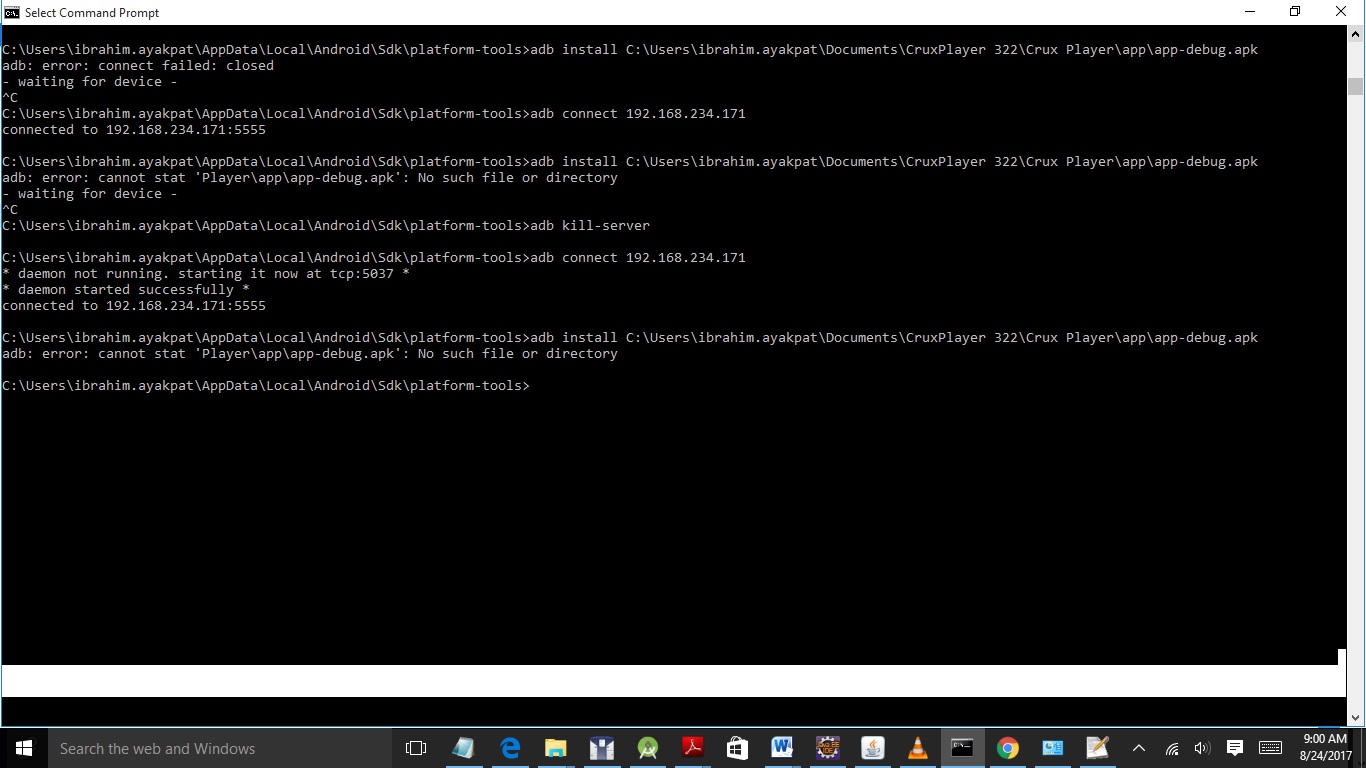 Select Command Prompt
C:\Users\ibrahim.ayakpat\AppData\Local\Android\Sdk\platform-tools>adb install C:\Users\ibrahim.ayakpat\Documents\CruxPlayer 322\Crux Player\app\app-debug.apk
adb: error: connect failed: closed
- waiting for device -
^C
C:\Users\ibrahim.ayakpat\AppData\Local\Android\Sdk\platform-tools>adb connect 192.168.234.171
connected to 192.168.234.171:5555
C:\Users\ibrahim.ayakpat\AppData\Local\Android\Sdk\platform-tools>adb install C:\Users\ibrahim.ayakpat\Documents\CruxPlayer 322\Crux Player\app\app-debug.apk
adb: error: cannot stat 'Player\app\app-debug.apk': No such file or directory
- waiting for device -
^C
C:\Users\ibrahim.ayakpat\AppData\Local\Android\Sdk\platform-tools>adb kill-server
C:\Users\ibrahim.ayakpat\AppData\Local\Android\Sdk\platform-tools>adb connect 192.168.234.171
* daemon not running. starting it now at tcp:5037 *
* daemon started successfully *
connected to 192.168.234.171:5555
C:\Users\ibrahim.ayakpat\AppData\Local\Android\Sdk\platform-tools>adb install C:\Users\ibrahim.ayakpat\Documents\CruxPlayer 322\Crux Player\app\app-debug.apk
adb: error: cannot stat 'Player\app\app-debug.apk': No such file or directory
C:\Users\ibrahim.ayakpat\AppData\Local\Android\Sdk\platform-tools>
Search the web and Windows
9:00 AM
8/24/2017